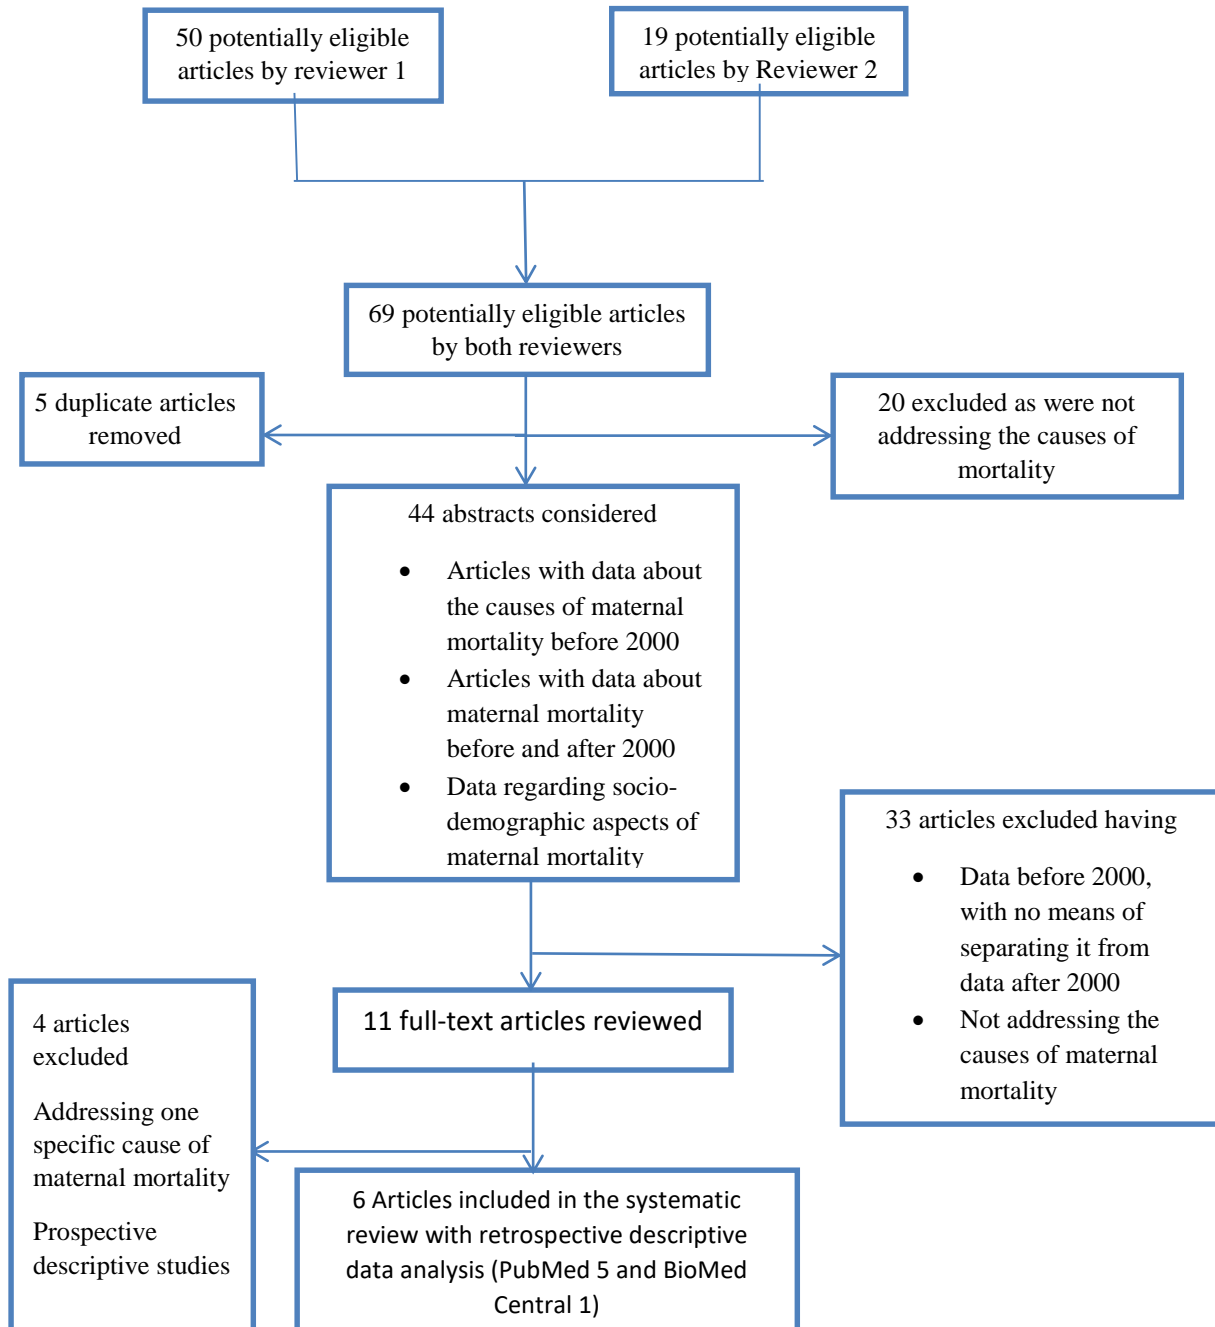 50 potentially eligible
articles by reviewer 1
19 potentially eligible
articles by Reviewer 2
69 potentially eligible articles
by both reviewers
5 duplicate articles
removed
20 excluded as were not
addressing the causes of
mortality
44 abstracts considered
• Articles with data about
the causes of maternal
mortality before 2000
• Articles with data about
maternal mortality
before and after 2000
• Data regarding socio-
demographic aspects of
maternal mortality
33 articles excluded having
• Data before 2000,
with no means of
separating it from
data after 2000
• Not addressing the
causes of maternal
mortality
11 full-text articles reviewed
4 articles
excluded
Addressing one
specific cause of
maternal mortality
Prospective
descriptive studies
6 Articles included in the systematic
review with retrospective descriptive
data analysis (PubMed 5 and BioMed
Central 1)